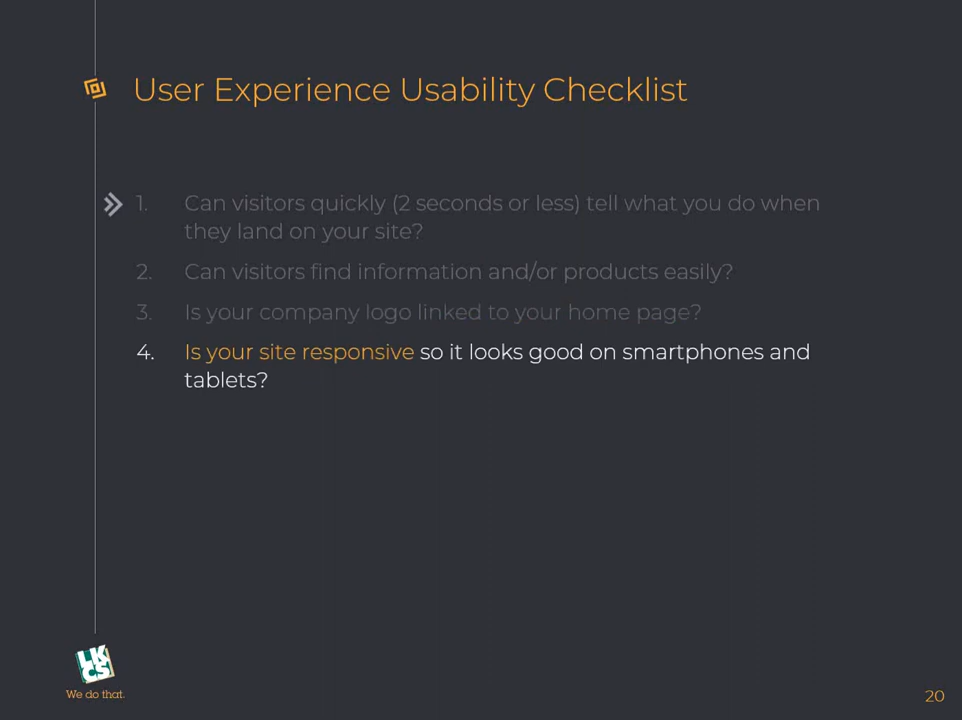 User Experience Usability Checklist
1. Can visitors quickly (2 seconds or less) tell what you do when
they land on your site?
2. Can visitors find information and/or products easily?
3. Is your company logo linked to your home page?
4. Is your site responsive so it looks good on smartphones and
tablets?
LK
CS
We do that.
20